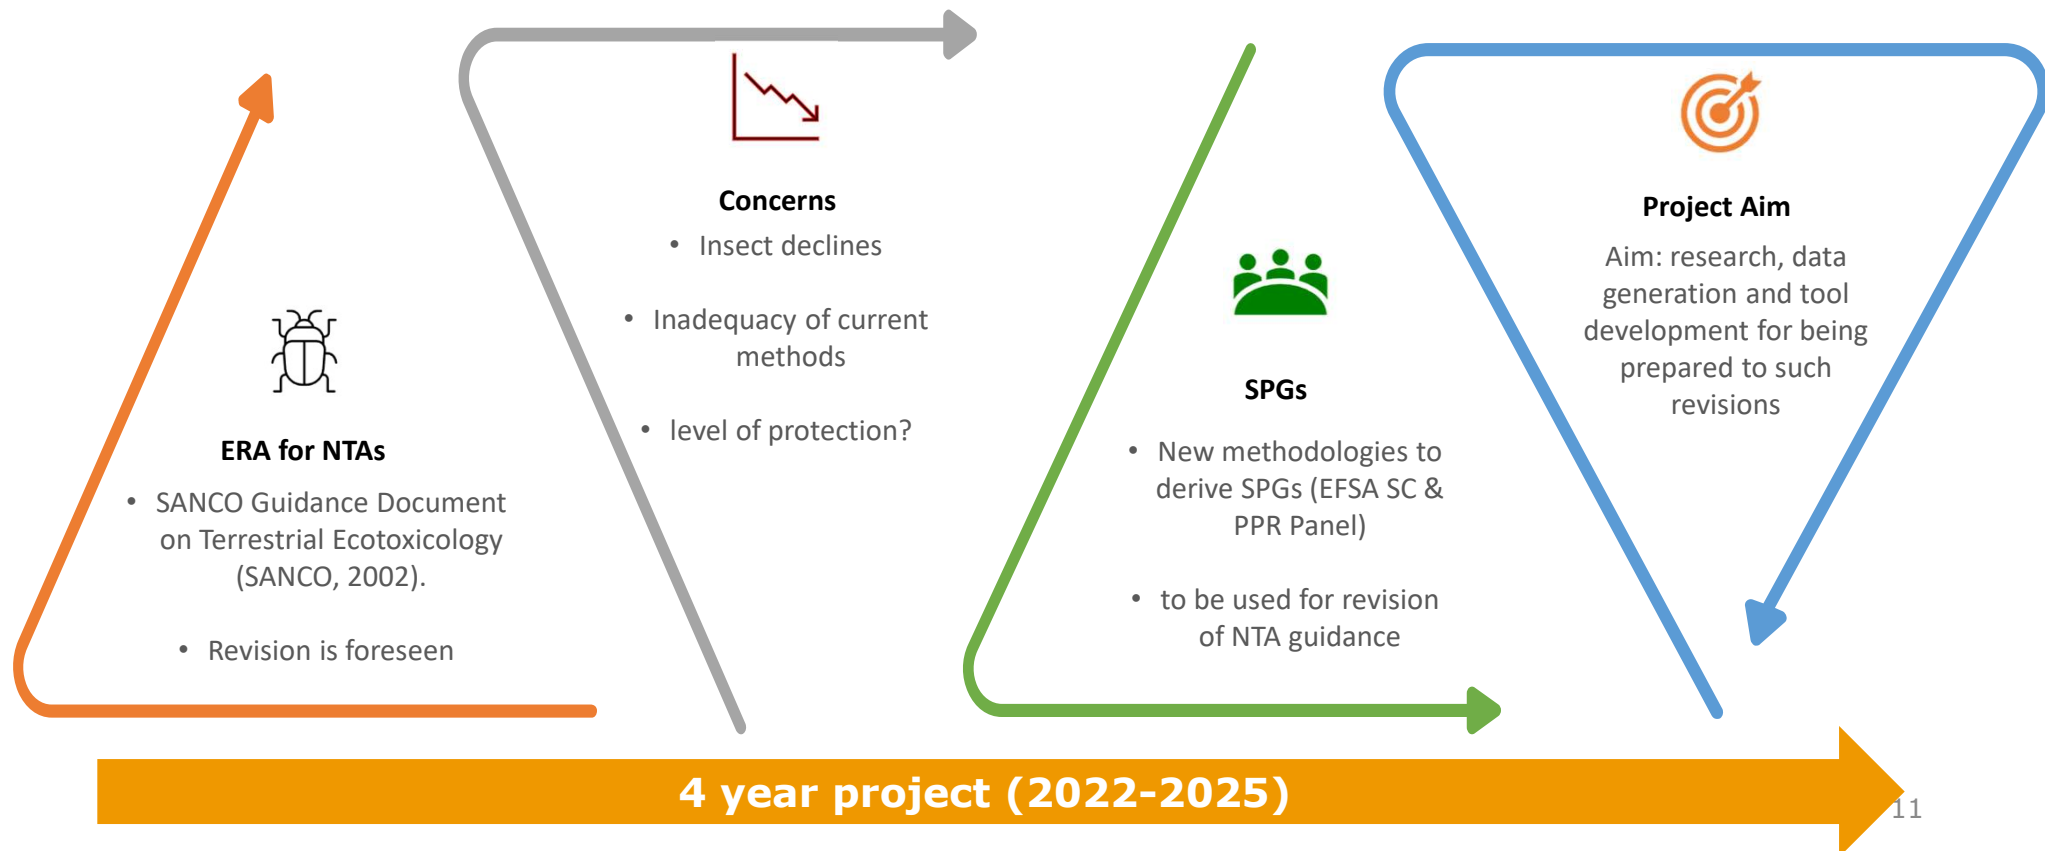 ERA for NTAs
• SANCO Guidance Document
on Terrestrial Ecotoxicology
(SANCO, 2002).
• Revision is foreseen
Concerns
• Insect declines
• Inadequacy of current
methods
• level of protection?
SPGs
• New methodologies to
derive SPGs (EFSA SC &
PPR Panel)
• to be used for revision
of NTA guidance
Project Aim
Aim: research, data
generation and tool
development for being
prepared to such
revisions
4 year project (2022-2025)
11